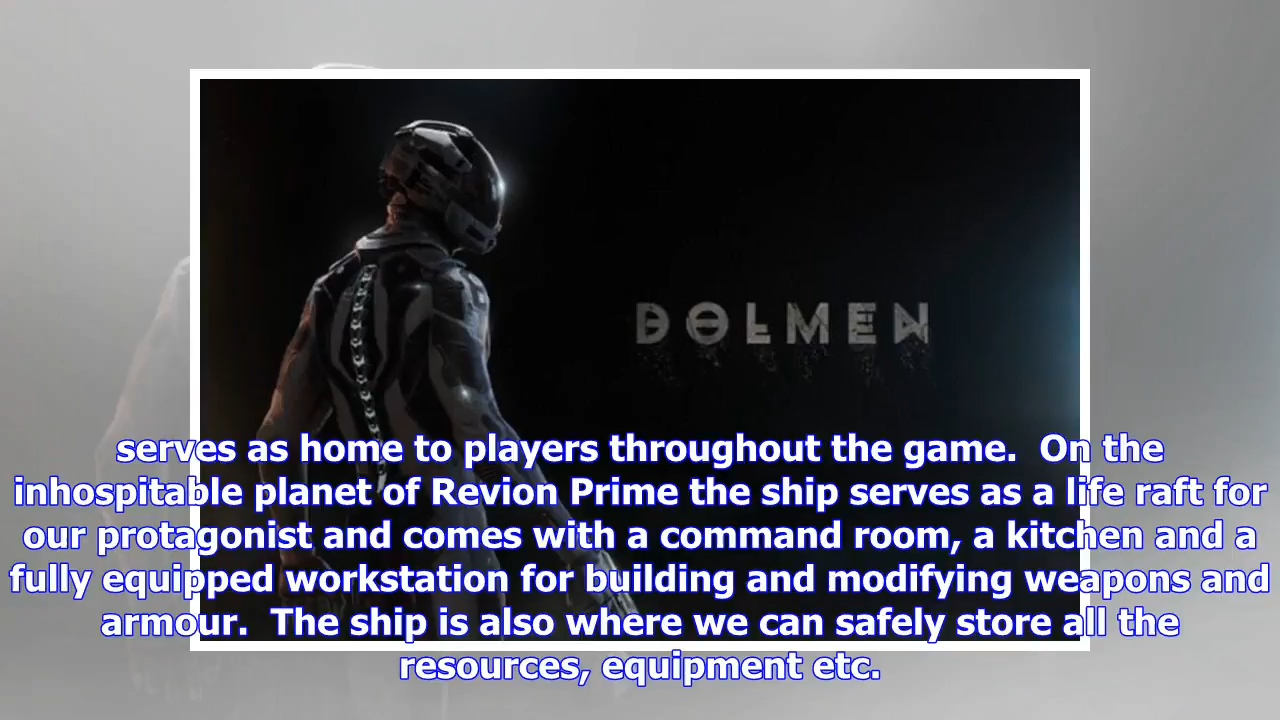 DOLMEN
serves as home to players throughout the game.  On the
inhospitable planet of Revion Prime the ship serves as a life raft for
our protagonist and comes with a command room, a kitchen and a
fully equipped workstation for building and modifying weapons and
armour.  The ship is also where we can safely store all the
resources, equipment etc.